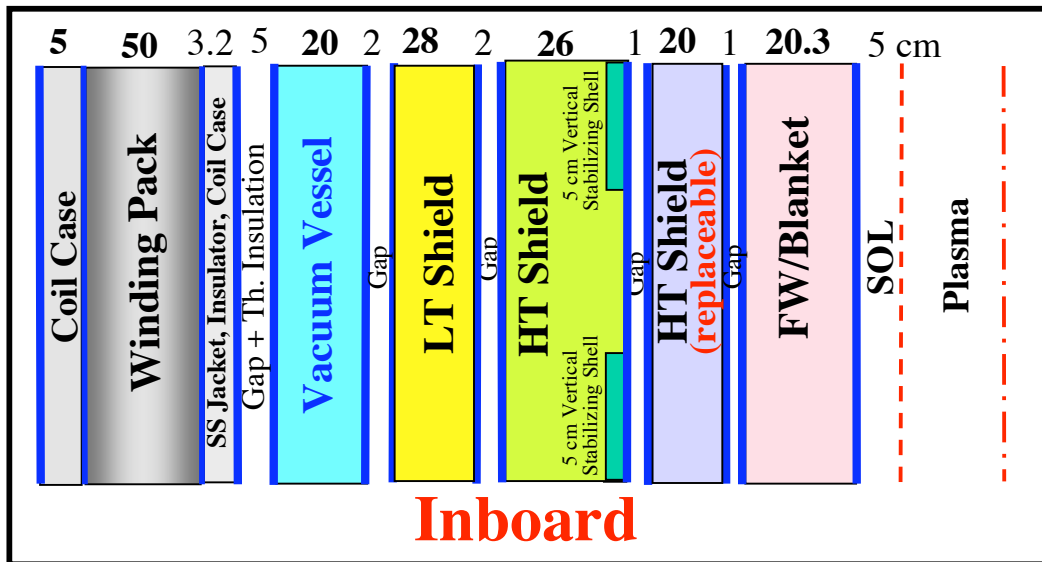 5 50 3.2 5 20 2 28 2 26 1 20 1 20.3 5 cm
Coil Case
Winding Pack
SS Jacket, Insulator, Coil Case
Gap + Th. Insulation
Vacuum Vessel
Gap
LT Shield
Gap
HT Shield
5 cm Vertical
Stabilizing Shell
5 cm Vertical
Stabilizing Shell
Gap
HT Shield
(replaceable)
Gap
FW/Blanket
SOL
Plasma
Inboard